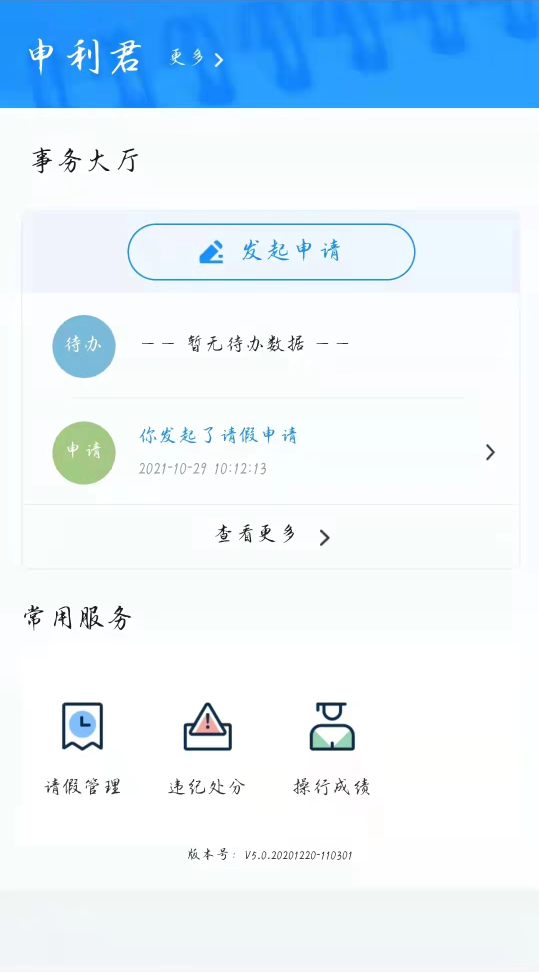 申利君 更多
事务大厅
发起申请
待办 －－ 暂无待办数据 －－
申请 你发起了请假申请
2021-10-29 10:12:13
查看更多
常用服务
请假管理 违纪处分 操行成绩
版本号：V5.0.20201220-110301